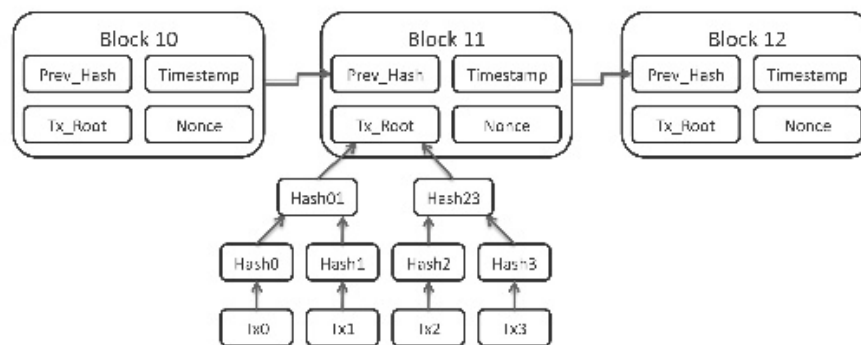 Block 10 Block 11 Block 12
Prev_Hash Timestamp Prev_Hash Timestamp Prev_Hash Timestamp
Tx_Root Nonce Tx_Root Nonce Tx_Root Nonce
Hash01 Hash23
Hash0 Hash1 Hash2 Hash3
Tx0 Tx1 Tx2 Tx3